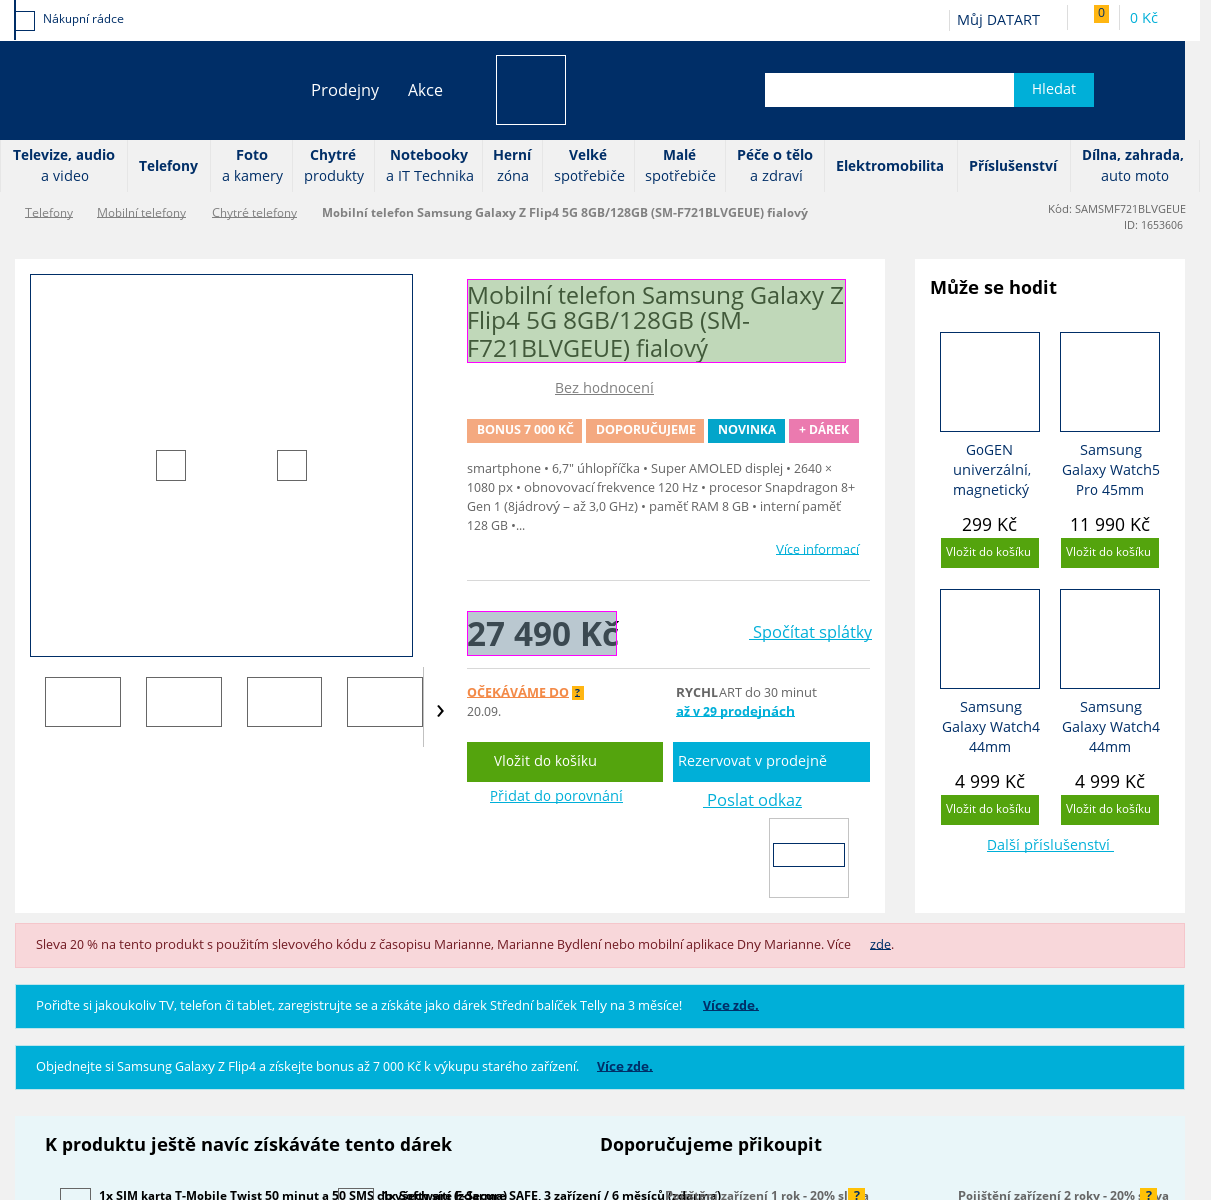 Nákupní rádce
Můj DATART
0
0 Kč
Prodejny
Akce
Hledat
Televize, audio
a video
Telefony
Foto
a kamery
Chytré
produkty
Notebooky
a IT Technika
Herní
zóna
Velké
spotřebiče
Malé
spotřebiče
Péče o tělo
a zdraví
Elektromobilita
Příslušenství
Dílna, zahrada,
auto moto
Telefony
Mobilní telefony
Chytré telefony
Mobilní telefon Samsung Galaxy Z Flip4 5G 8GB/128GB (SM-F721BLVGEUE) fialový
Kód: SAMSMF721BLVGEUE
ID: 1653606
Mobilní telefon Samsung Galaxy Z
Flip4 5G 8GB/128GB (SM-
F721BLVGEUE) fialový
Bez hodnocení
BONUS 7 000 KČ
DOPORUČUJEME
NOVINKA
+ DÁREK
smartphone • 6,7" úhlopříčka • Super AMOLED displej • 2640 ×
1080 px • obnovovací frekvence 120 Hz • procesor Snapdragon 8+
Gen 1 (8jádrový – až 3,0 GHz) • paměť RAM 8 GB • interní paměť
128 GB •...
Více informací
27 490 Kč
Spočítat splátky
OČEKÁVÁME DO ?
20.09.
RYCHLART do 30 minut
až v 29 prodejnách
Vložit do košíku
Rezervovat v prodejně
Přidat do porovnání
Poslat odkaz
Může se hodit
GoGEN
univerzální,
magnetický
299 Kč
Vložit do košíku
Samsung
Galaxy Watch5
Pro 45mm
11 990 Kč
Vložit do košíku
Samsung
Galaxy Watch4
44mm
4 999 Kč
Vložit do košíku
Samsung
Galaxy Watch4
44mm
4 999 Kč
Vložit do košíku
Další příslušenství
Sleva 20 % na tento produkt s použitím slevového kódu z časopisu Marianne, Marianne Bydlení nebo mobilní aplikace Dny Marianne. Více zde.
Pořiďte si jakoukoliv TV, telefon či tablet, zaregistrujte se a získáte jako dárek Střední balíček Telly na 3 měsíce! Více zde.
Objednejte si Samsung Galaxy Z Flip4 a získejte bonus až 7 000 Kč k výkupu starého zařízení. Více zde.
K produktu ještě navíc získáváte tento dárek
Doporučujeme přikoupit
1x SIM karta T-Mobile Twist 50 minut a 50 SMS do všech sítí (zdarma)
1x Software F-Secure SAFE, 3 zařízení / 6 měsíců (zdarma)
Pojištění zařízení 1 rok - 20% sleva
?
Pojištění zařízení 2 roky - 20% sleva
?